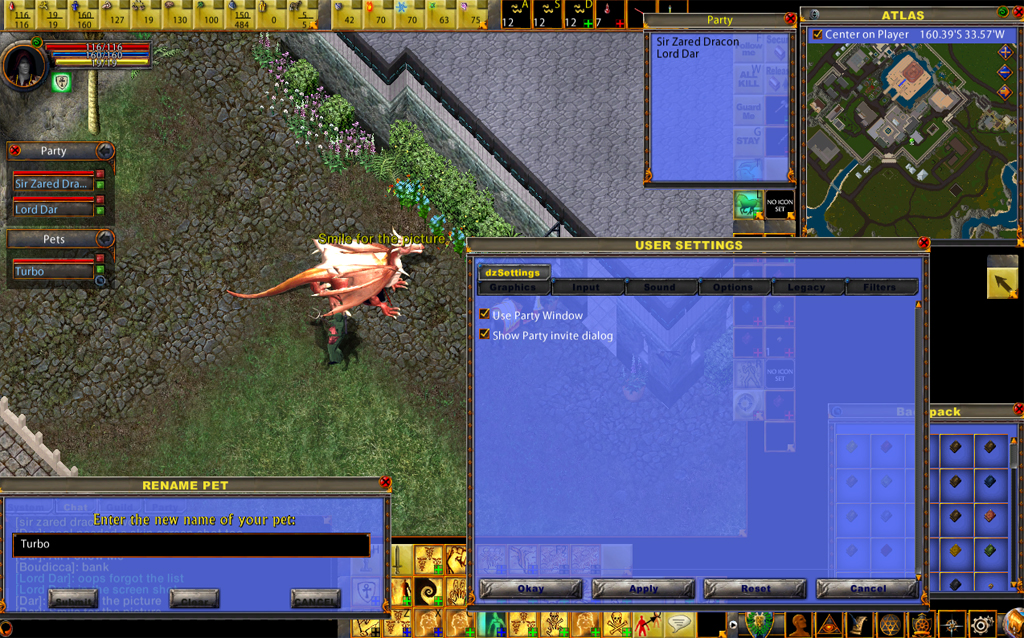 116
116
19
19
160
160
127
19
130
100
150
484
0
5
5
42
70
70
63
75
A
12
S
12
D
12
7
116/116
160/160
19/19
Party
Sir Zared Dracon
Lord Dar
ALL KILL
W
Guard Me
STAY
G
NO ICON SET
ATLAS
Center on Player 160.39'S 33.57'W
Party
Sir Zared Dra...
Lord Dar
Pets
Turbo
Smile for the picture
USER SETTINGS
dzSettings
Graphics
Input
Sound
Options
Legacy
Filters
Use Party Window
Show Party invite dialog
NO ICON SET
Okay
Apply
Reset
Cancel
Backpack
RENAME PET
Chat
[sir zared drac
Enter the new name of your pet:
Turbo
Boudicca]: bank
Lord Dar]: oops forgot the list
Dar]: the picture
Submit
Clear
CANCEL